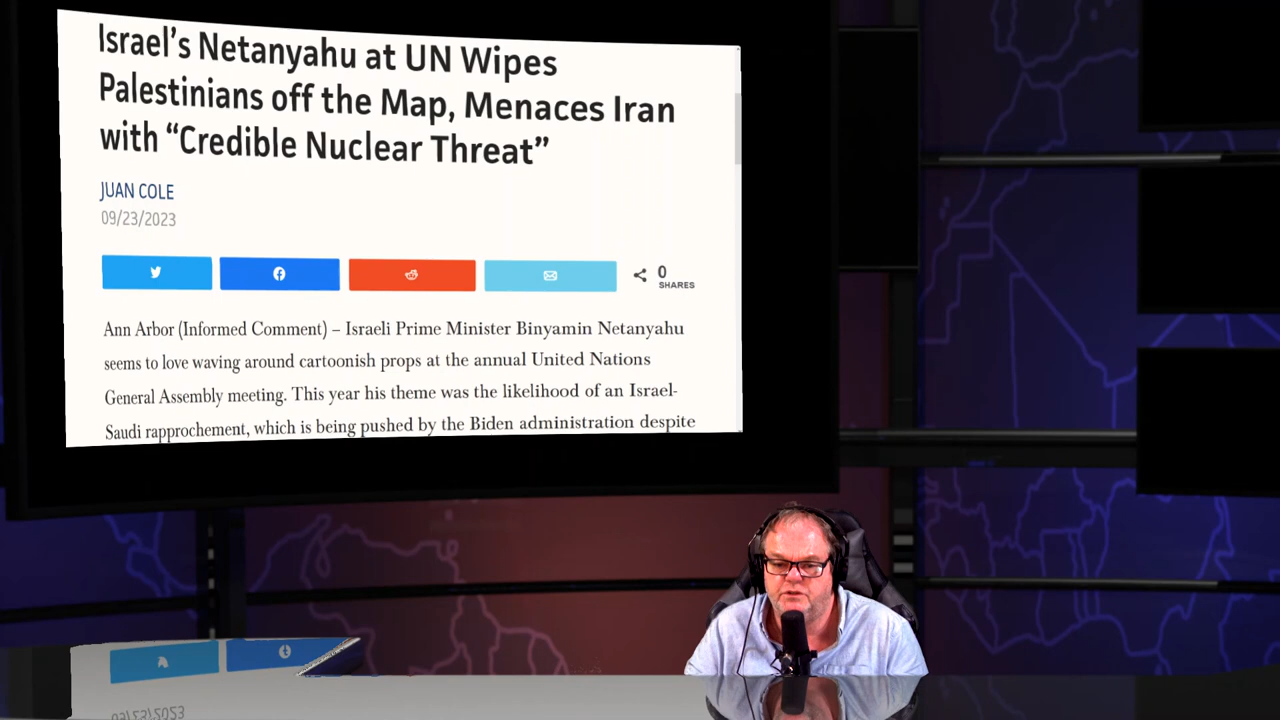 Israel’s Netanyahu at UN Wipes
Palestinians off the Map, Menaces Iran
with “Credible Nuclear Threat”
JUAN COLE
09/23/2023
0
SHARES
Ann Arbor (Informed Comment) – Israeli Prime Minister Binyamin Netanyahu
seems to love waving around cartoonish props at the annual United Nations
General Assembly meeting. This year his theme was the likelihood of an Israel-
Saudi rapprochement, which is being pushed by the Biden administration despite
09/23/2023